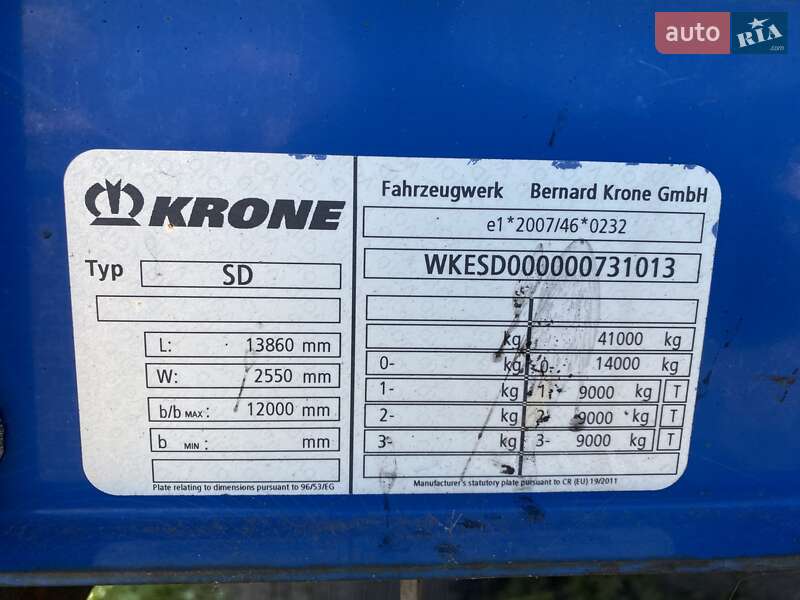 auto RIA.com
KRONE
Typ SD
L: 13860 mm
W: 2550 mm
b/b MAX: 12000 mm
b MIN: mm
Plate relating to dimensions pursuant to 96/53/EG
Fahrzeugwerk Bernard Krone GmbH
e1*2007/46*0232
WKESD000000731013
kg 41000 kg
0- kg 0- 14000 kg
1- kg 1- 9000 kg T
2- kg 2- 9000 kg T
3- kg 3- 9000 kg T
Manufacturer's statutory plate pursuant to CR (EU) 19/2011